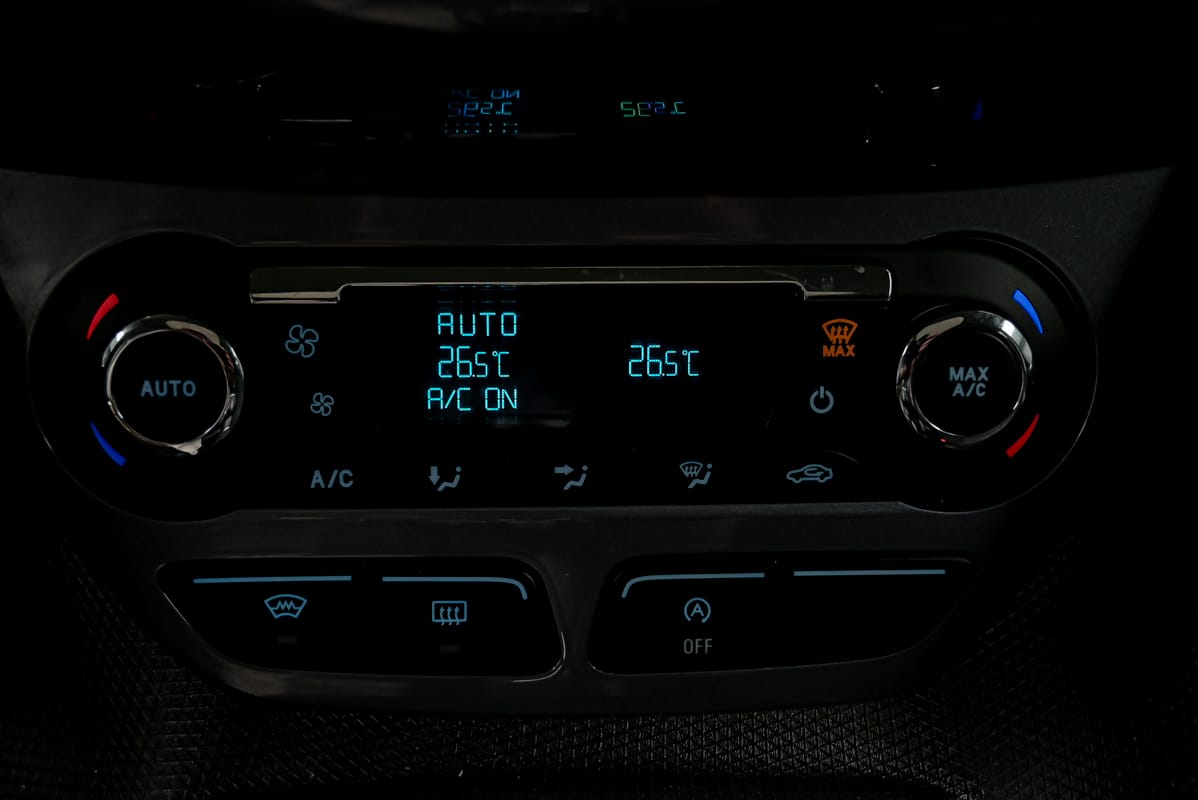 AUTO
AUTO
26.5℃
A/C ON
26.5℃
MAX
MAX
A/C
A/C
A
OFF